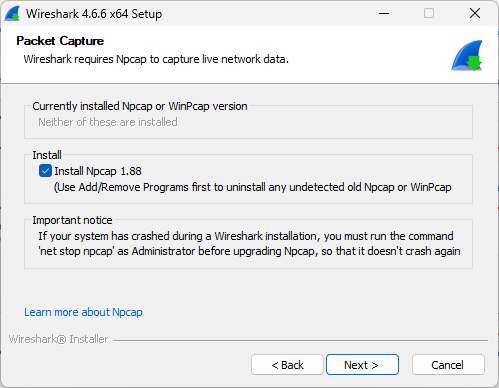 Wireshark 4.6.6 x64 Setup
Packet Capture
Wireshark requires Npcap to capture live network data.
Currently installed Npcap or WinPcap version
Neither of these are installed
Install
Install Npcap 1.88
(Use Add/Remove Programs first to uninstall any undetected old Npcap or WinPcap
Important notice
If your system has crashed during a Wireshark installation, you must run the command
'net stop npcap' as Administrator before upgrading Npcap, so that it doesn't crash again
Learn more about Npcap
Wireshark® Installer
< Back
Next >
Cancel